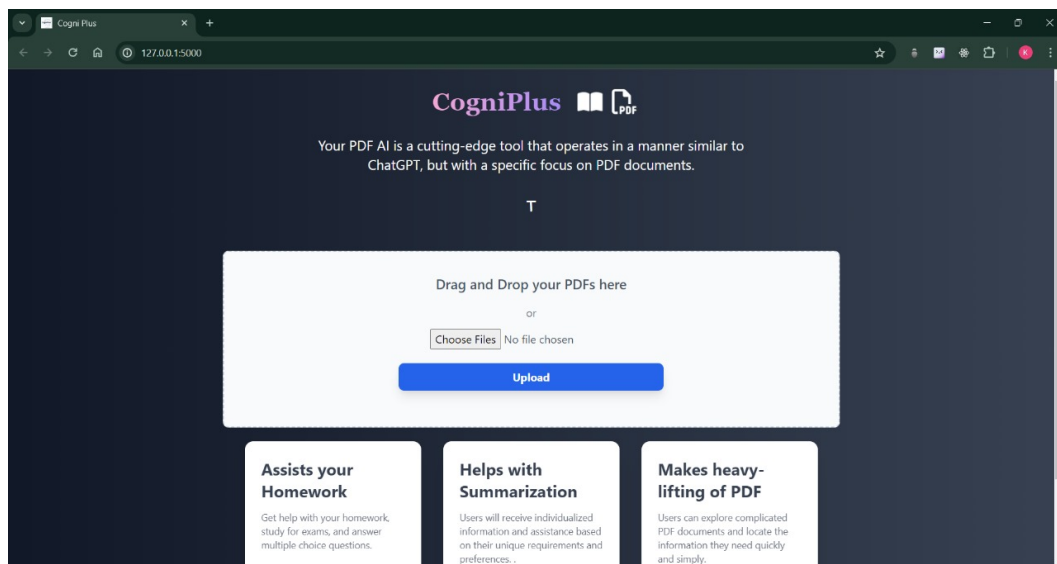 Cogni Plus
127.0.0.1:5000
K
CogniPlus
PDF
Your PDF AI is a cutting-edge tool that operates in a manner similar to
ChatGPT, but with a specific focus on PDF documents.
T
Drag and Drop your PDFs here
or
Choose Files No file chosen
Upload
Assists your
Homework
Get help with your homework,
study for exams, and answer
multiple choice questions.
Helps with
Summarization
Users will receive individualized
information and assistance based
on their unique requirements and
preferences. .
Makes heavy-
lifting of PDF
Users can explore complicated
PDF documents and locate the
information they need quickly
and simply.